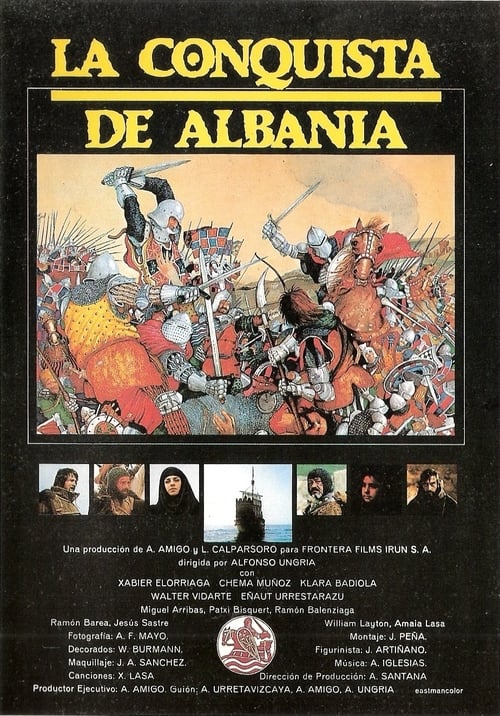 LA CONQUISTA
DE ALBANIA
Una producción de A. AMIGO y L. CALPARSORO para FRONTERA FILMS IRUN S. A.
dirigida por ALFONSO UNGRIA
con
XABIER ELORRIAGA CHEMA MUÑOZ KLARA BADIOLA
WALTER VIDARTE EÑAUT URRESTARAZU
Miguel Arribas, Patxi Bisquert, Ramón Balenziaga
Ramón Barea, Jesús Sastre
William Layton, Amaia Lasa
Fotografía: A. F. MAYO.
Montaje: J. PEÑA.
Decorados: W. BURMANN.
Figurinista: J. ARTIÑANO.
Maquillaje: J. A. SANCHEZ.
Música: A. IGLESIAS.
Canciones: X. LASA
Dirección de Producción: A. SANTANA
Productor Ejecutivo: A. AMIGO. Guión: A. URRETAVIZCAYA, A. AMIGO, A. UNGRIA
eastmancolor